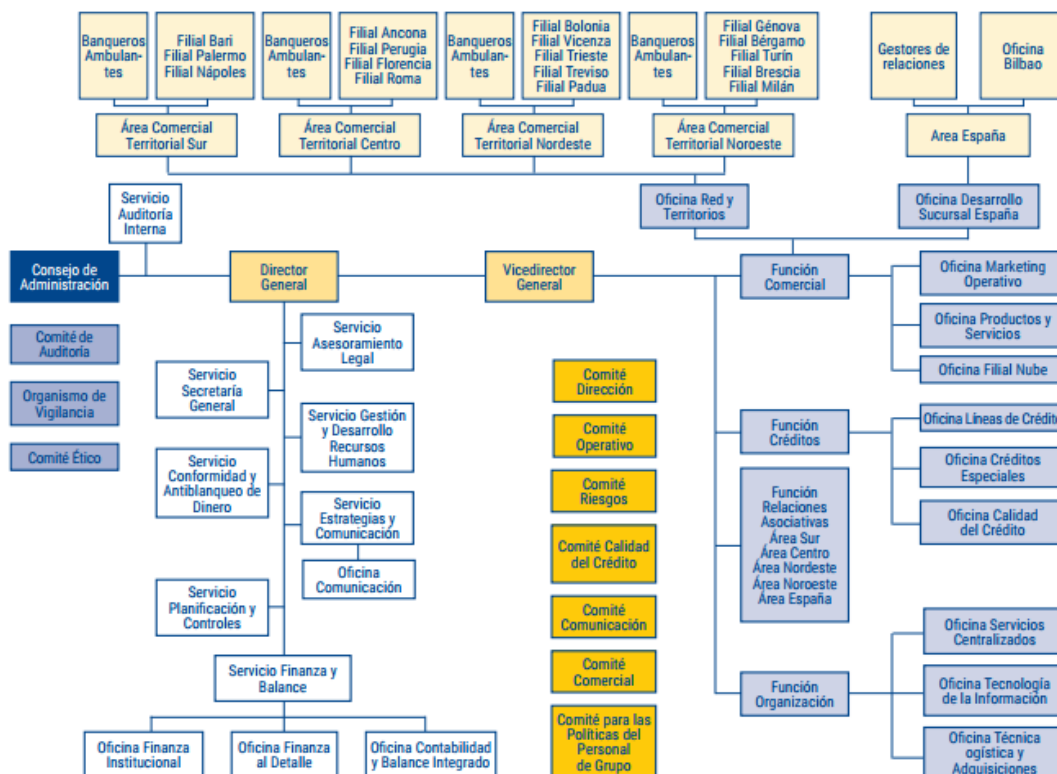 Banqueros
Ambulan-
tes
Filial Bari
Filial Palermo
Filial Nápoles
Banqueros
Ambulan-
tes
Filial Ancona
Filial Perugia
Filial Florencia
Filial Roma
Banqueros
Ambulan-
tes
Filial Bolonia
Filial Vicenza
Filial Trieste
Filial Treviso
Filial Padua
Banqueros
Ambulan-
tes
Filial Génova
Filial Bérgamo
Filial Turín
Filial Brescia
Filial Milán
Gestores de
relaciones
Oficina
Bilbao
Área Comercial
Territorial Sur
Área Comercial
Territorial Centro
Área Comercial
Territorial Nordeste
Área Comercial
Territorial Noroeste
Area España
Servicio
Auditoría
Interna
Oficina Red y
Territorios
Oficina Desarrollo
Sucursal España
Consejo de
Administración
Director
General
Vicedirector
General
Función
Comercial
Oficina Marketing
Operativo
Oficina Productos y
Servicios
Oficina Filial Nube
Comité de
Auditoría
Organismo de
Vigilancia
Comité Ético
Servicio
Asesoramiento
Legal
Servicio
Secretaría
General
Servicio Gestión
y Desarrollo
Recursos
Humanos
Servicio
Conformidad y
Antiblanqueo de
Dinero
Servicio
Estrategias y
Comunicación
Oficina
Comunicación
Servicio
Planificación y
Controles
Servicio Finanza y
Balance
Oficina Finanza
Institucional
Oficina Finanza
al Detalle
Oficina Contabilidad
y Balance Integrado
Comité
Dirección
Comité
Operativo
Comité
Riesgos
Comité Calidad
del Crédito
Comité
Comunicación
Comité
Comercial
Comité para las
Políticas del
Personal
de Grupo
Función
Créditos
Oficina Líneas de Crédito
Oficina Créditos
Especiales
Oficina Calidad
del Crédito
Función
Relaciones
Asociativas
Área Sur
Área Centro
Área Nordeste
Área Noroeste
Área España
Función
Organización
Oficina Servicios
Centralizados
Oficina Tecnología
de la Información
Oficina Técnica
ogística y
Adquisiciones